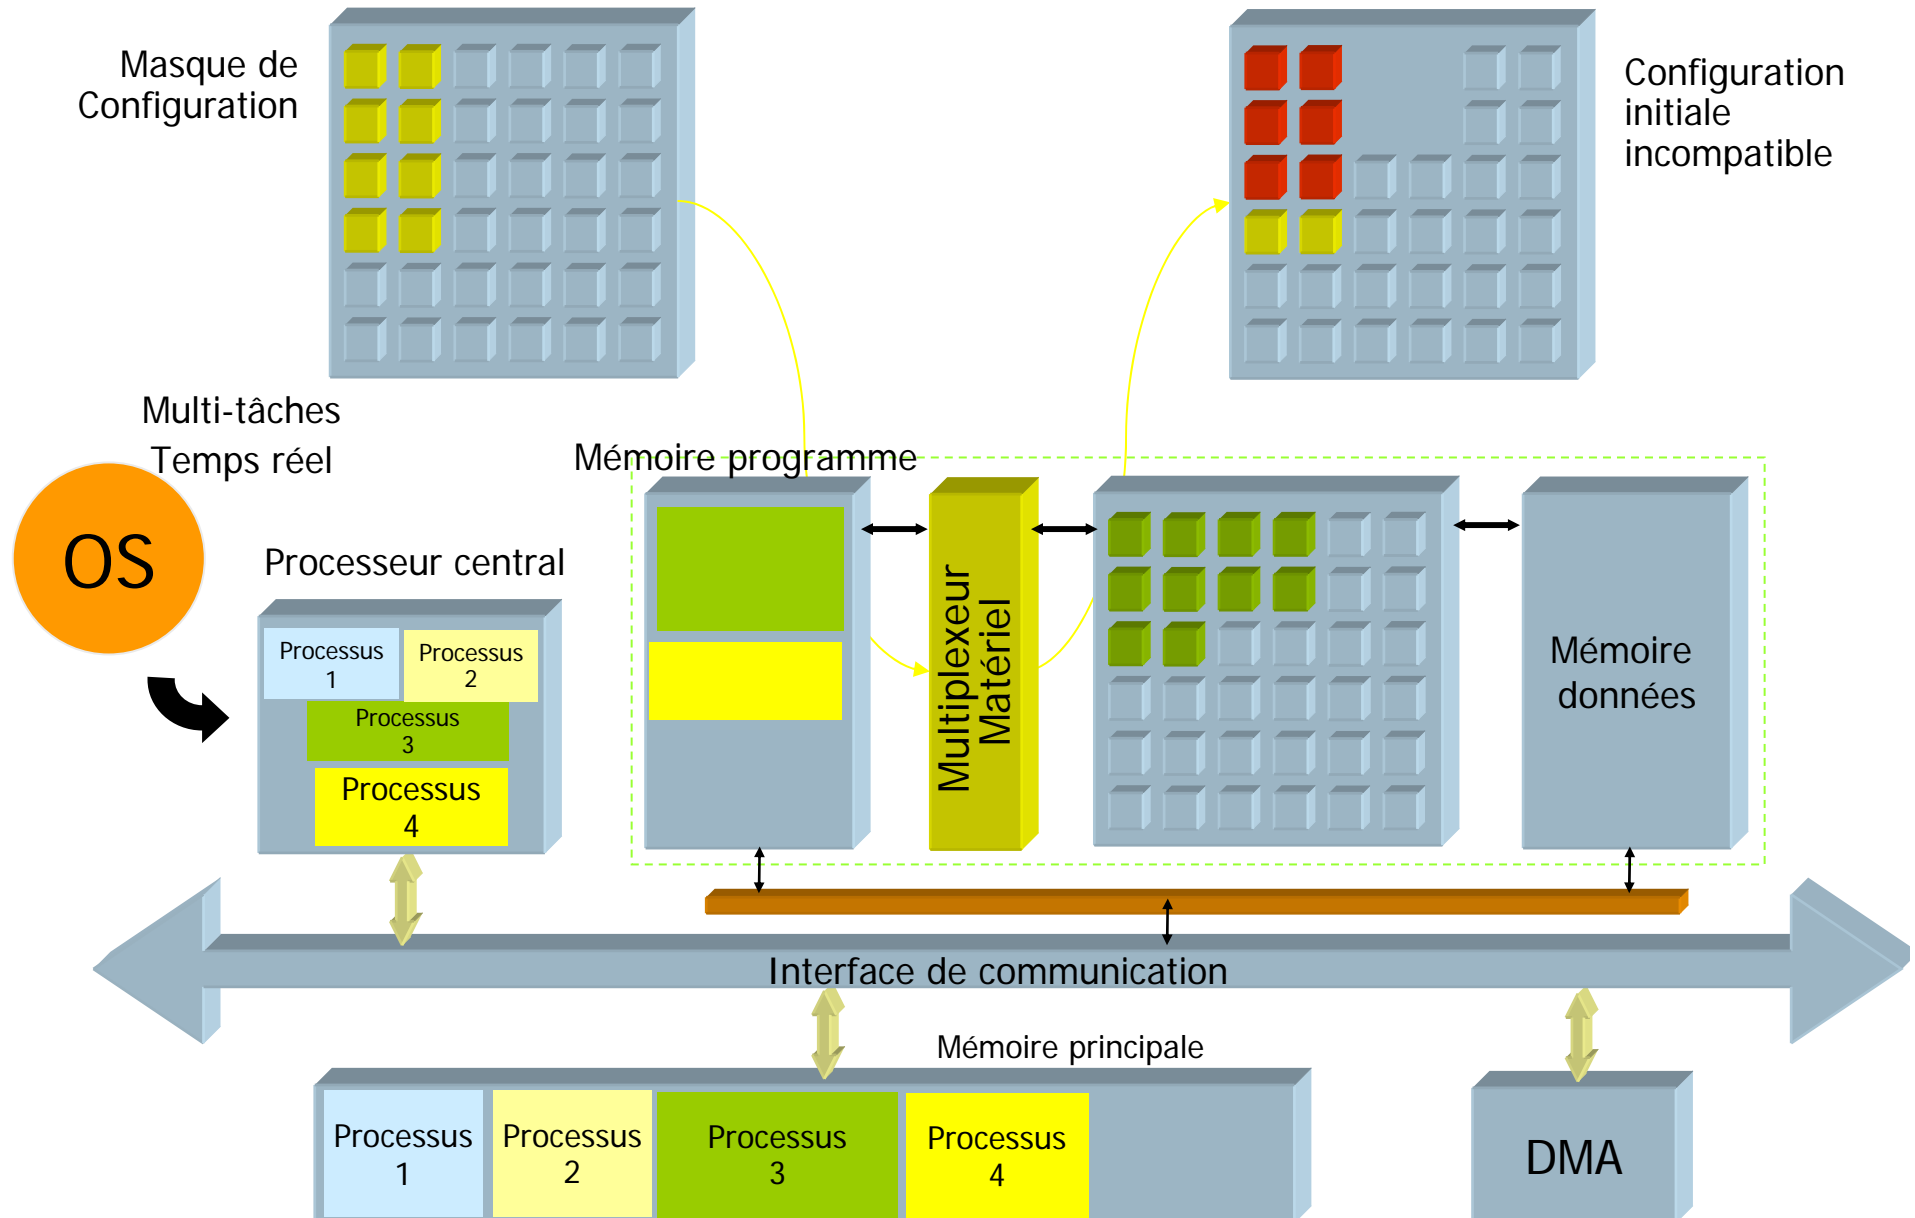 Masque de
Configuration
Configuration
initiale
incompatible
Multi-tâches
Temps réel
OS
Processeur central
Processus
1
Processus
2
Processus
3
Processus
4
Mémoire programme
Multiplexeur
Matériel
Mémoire
données
Interface de communication
Mémoire principale
Processus
1
Processus
2
Processus
3
Processus
4
DMA